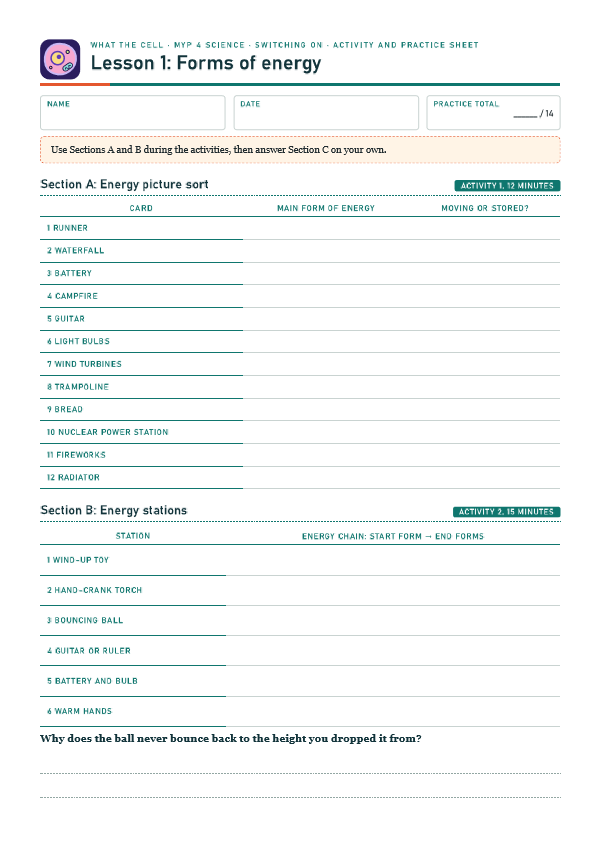 WHAT THE CELL · MYP 4 SCIENCE · SWITCHING ON · ACTIVITY AND PRACTICE SHEET
Lesson 1: Forms of energy
NAME
DATE
PRACTICE TOTAL
_____ / 14
Use Sections A and B during the activities, then answer Section C on your own.
Section A: Energy picture sort
ACTIVITY 1, 12 MINUTES
CARD MAIN FORM OF ENERGY MOVING OR STORED?
1 RUNNER
2 WATERFALL
3 BATTERY
4 CAMPFIRE
5 GUITAR
6 LIGHT BULBS
7 WIND TURBINES
8 TRAMPOLINE
9 BREAD
10 NUCLEAR POWER STATION
11 FIREWORKS
12 RADIATOR
Section B: Energy stations
ACTIVITY 2, 15 MINUTES
STATION ENERGY CHAIN: START FORM → END FORMS
1 WIND-UP TOY
2 HAND-CRANK TORCH
3 BOUNCING BALL
4 GUITAR OR RULER
5 BATTERY AND BULB
6 WARM HANDS
Why does the ball never bounce back to the height you dropped it from?